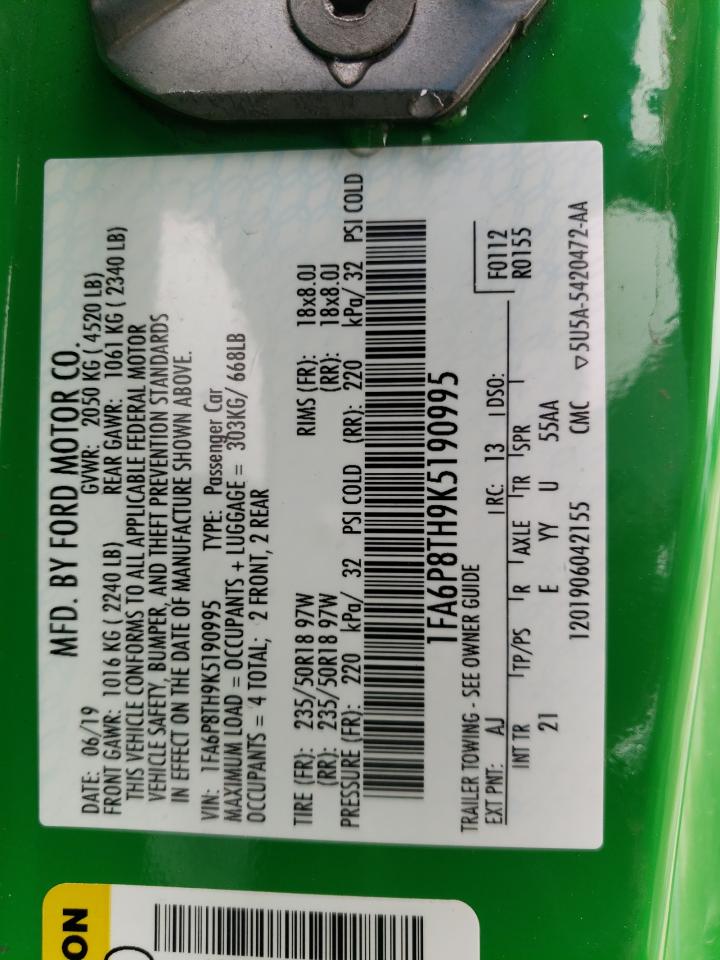 MFD. BY FORD MOTOR CO.
DATE: 06/19 GVWR: 2050 KG ( 4520 LB)
FRONT GAWR: 1016 KG ( 2240 LB) REAR GAWR: 1061 KG ( 2340 LB)
THIS VEHICLE CONFORMS TO ALL APPLICABLE FEDERAL MOTOR
VEHICLE SAFETY, BUMPER, AND THEFT PREVENTION STANDARDS
IN EFFECT ON THE DATE OF MANUFACTURE SHOWN ABOVE.
VIN: 1FA6P8TH9K5190995 TYPE: Passenger Car
MAXIMUM LOAD = OCCUPANTS + LUGGAGE = 303KG/ 668LB
OCCUPANTS = 4 TOTAL; 2 FRONT, 2 REAR
TIRE (FR): 235/50R18 97W RIMS (FR): 18x8.0J
(RR): 235/50R18 97W (RR): 18x8.0J
PRESSURE (FR): 220 kPa/ 32 PSI COLD (RR): 220 kPa/ 32 PSI COLD
1FA6P8TH9K5190995
TRAILER TOWING - SEE OWNER GUIDE F0112
EXT PNT: AJ RC: 13 DSO: R0155
INT TR TP/PS R AXLE TR SPR
21 E YY U 55AA
1201906042155 CMC ▽ 5U5A-5420472-AA
ON